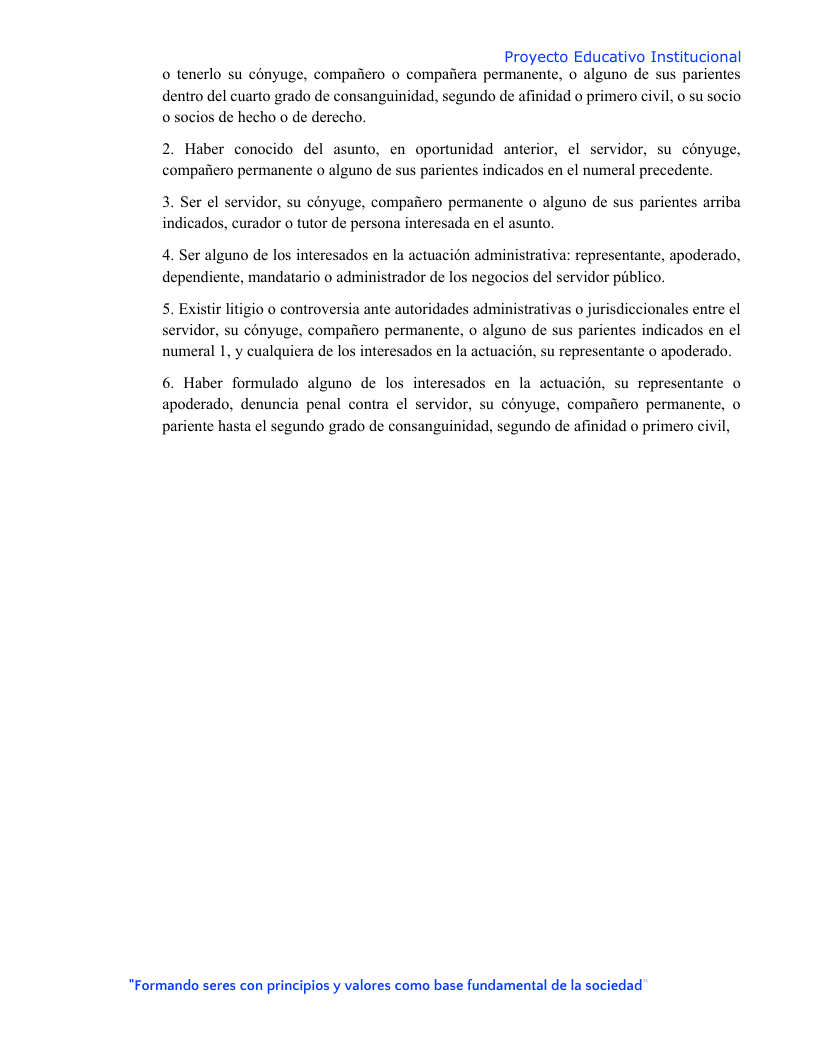 Proyecto Educativo Institucional
o tenerlo su cónyuge, compañero o compañera permanente, o alguno de sus parientes
dentro del cuarto grado de consanguinidad, segundo de afinidad o primero civil, o su socio
o socios de hecho o de derecho.
2. Haber conocido del asunto, en oportunidad anterior, el servidor, su cónyuge,
compañero permanente o alguno de sus parientes indicados en el numeral precedente.
3. Ser el servidor, su cónyuge, compañero permanente o alguno de sus parientes arriba
indicados, curador o tutor de persona interesada en el asunto.
4. Ser alguno de los interesados en la actuación administrativa: representante, apoderado,
dependiente, mandatario o administrador de los negocios del servidor público.
5. Existir litigio o controversia ante autoridades administrativas o jurisdiccionales entre el
servidor, su cónyuge, compañero permanente, o alguno de sus parientes indicados en el
numeral 1, y cualquiera de los interesados en la actuación, su representante o apoderado.
6. Haber formulado alguno de los interesados en la actuación, su representante o
apoderado, denuncia penal contra el servidor, su cónyuge, compañero permanente, o
pariente hasta el segundo grado de consanguinidad, segundo de afinidad o primero civil,
"Formando seres con principios y valores como base fundamental de la sociedad"